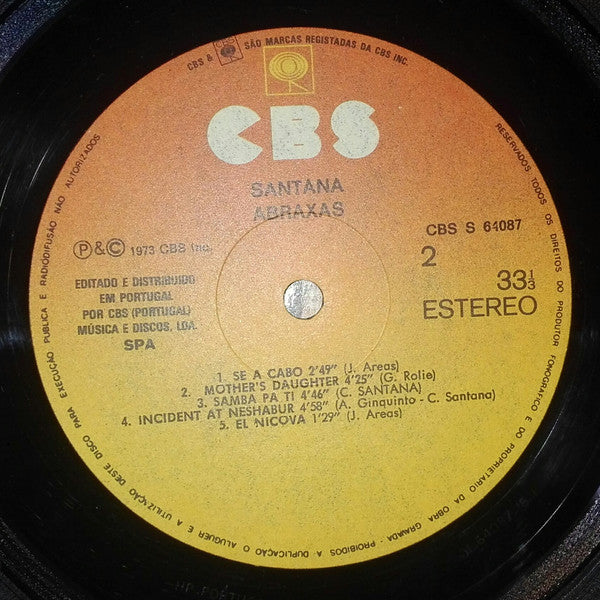 CBS & CBS SÃO MARCAS REGISTADAS DA CBS INC.
CBS
SANTANA
ABRAXAS
CBS S 64087
Ⓟ&© 1973 CBS Inc.
2
EDITADO E DISTRIBUIDO
EM PORTUGAL
POR CBS (PORTUGAL)
MÚSICA E DISCOS, LDA.
SPA
33⅓
ESTEREO
1. SE A CABO 2'49" (J. Areas)
2. MOTHER'S DAUGHTER 4'25" (G. Rolie)
3. SAMBA PA TI 4'46" (C. SANTANA)
4. INCIDENT AT NESHABUR 4'58" (A. Ginquinto - C. Santana)
5. EL NICOVA 1'29" (J. Areas)
RESERVADOS TODOS OS DIREITOS DO PRODUTOR FONOGRÁFICO E DO PROPRIETÁRIO DA OBRA GRAVADA - PROIBIDOS A DUPLICAÇÃO O ALUGUER E A UTILIZAÇÃO DESTE DISCO PARA EXECUÇÃO PUBLICA E RADIODIFUSÃO NÃO AUTORIZADAS